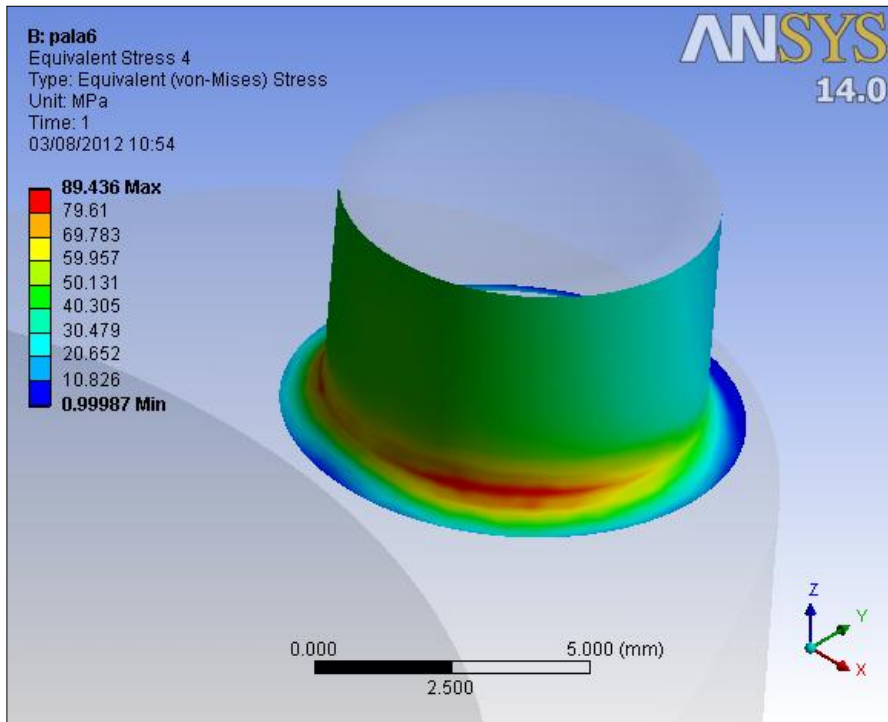 B: pala6
Equivalent Stress 4
Type: Equivalent (von-Mises) Stress
Unit: MPa
Time: 1
03/08/2012 10:54
ANSYS
14.0
89.436 Max
79.61
69.783
59.957
50.131
40.305
30.479
20.652
10.826
0.99987 Min
0.000
5.000 (mm)
2.500
Z
Y
X